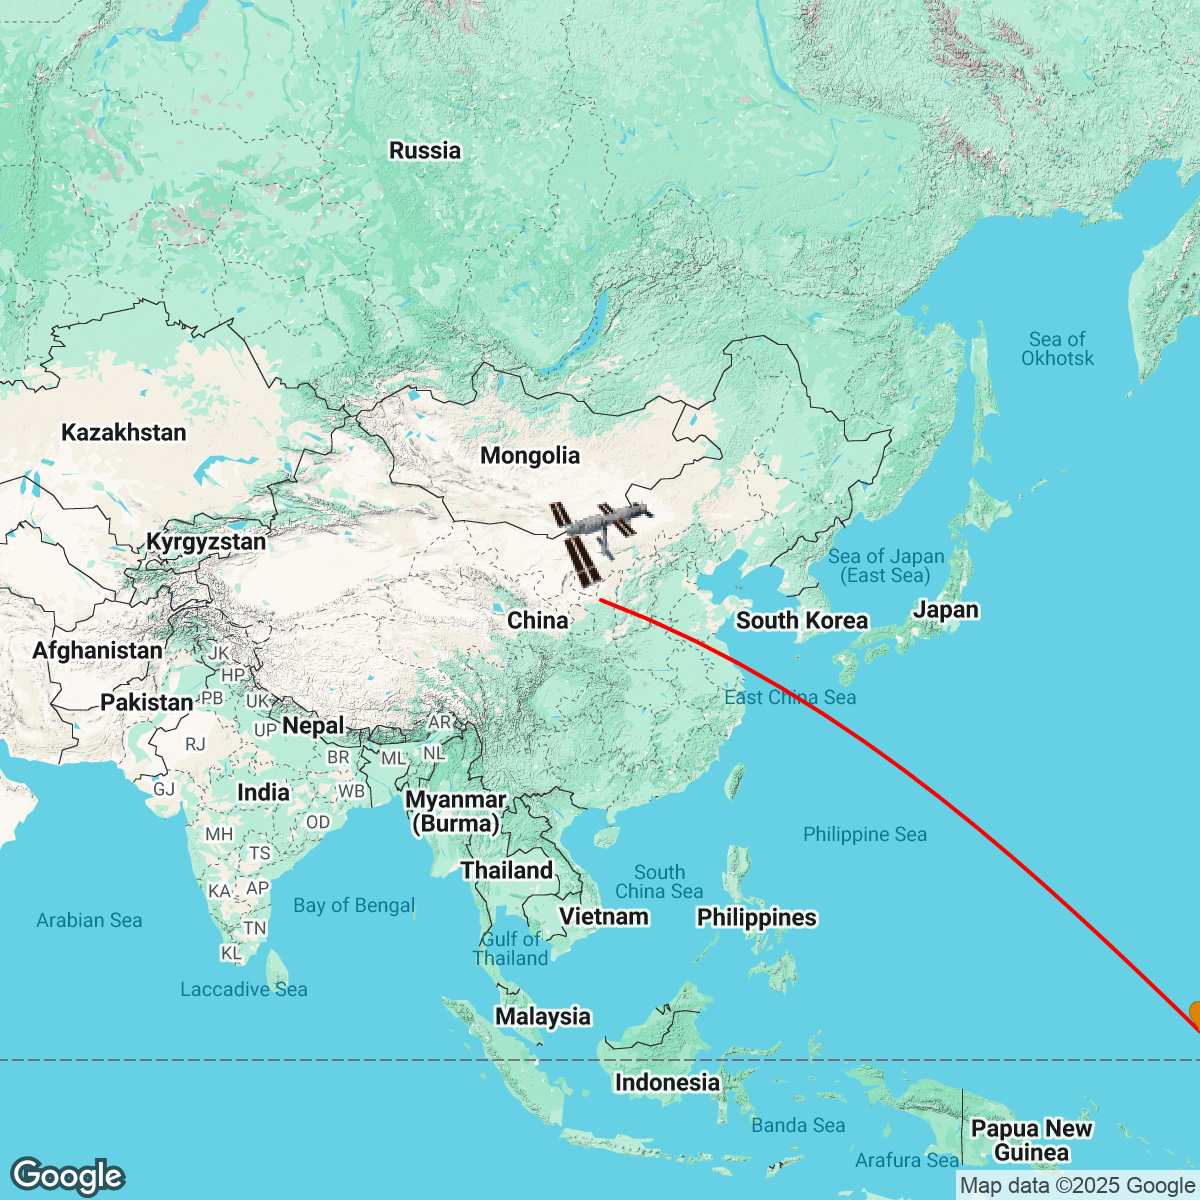 Russia
Sea of
Okhotsk
Kazakhstan
Mongolia
Kyrgyzstan
Sea of Japan
(East Sea)
Japan
China
South Korea
Afghanistan
JK
HP
Pakistan
PB
UK
East China Sea
Nepal
AR
UP
RJ
BR
ML
NL
GJ
India
WB
Myanmar
(Burma)
OD
MH
Philippine Sea
TS
Thailand
South
China Sea
KA
AP
Bay of Bengal
Vietnam
Philippines
Arabian Sea
TN
Gulf of
Thailand
KL
Laccadive Sea
Malaysia
Indonesia
Banda Sea
Papua New
Guinea
Arafura Sea
Google
Map data ©2025 Google